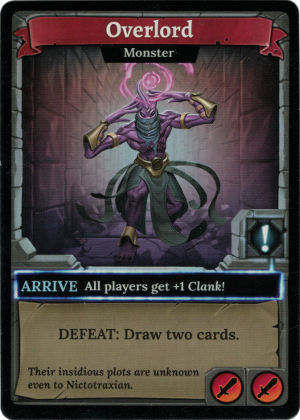 Overlord
Monster
ARRIVE All players get +1 Clank!
DEFEAT: Draw two cards.
Their insidious plots are unknown
even to Nictotraxian.